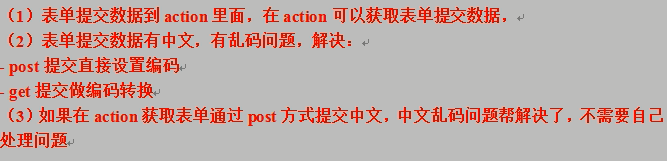 （1）表单提交数据到 action 里面，在 action 可以获取表单提交数据，
（2）表单提交数据有中文，有乱码问题，解决：
- post 提交直接设置编码
- get 提交做编码转换
（3）如果在 action 获取表单通过 post 方式提交中文，中文乱码问题帮解决了，不需要自己
处理问题